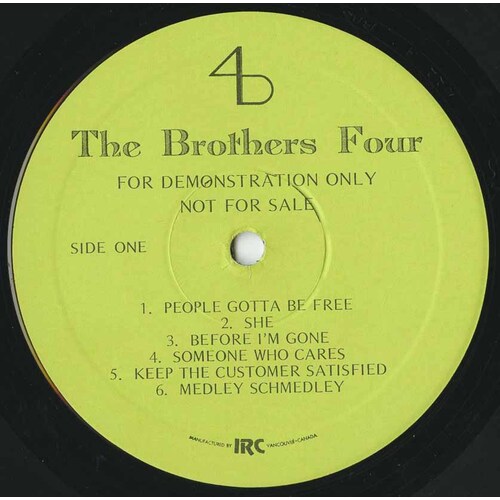 4b
The Brothers Four
FOR DEMONSTRATION ONLY
NOT FOR SALE
SIDE ONE
1. PEOPLE GOTTA BE FREE
2. SHE
3. BEFORE I'M GONE
4. SOMEONE WHO CARES
5. KEEP THE CUSTOMER SATISFIED
6. MEDLEY SCHMEDLEY
MANUFACTURED BY IRC VANCOUVER-CANADA